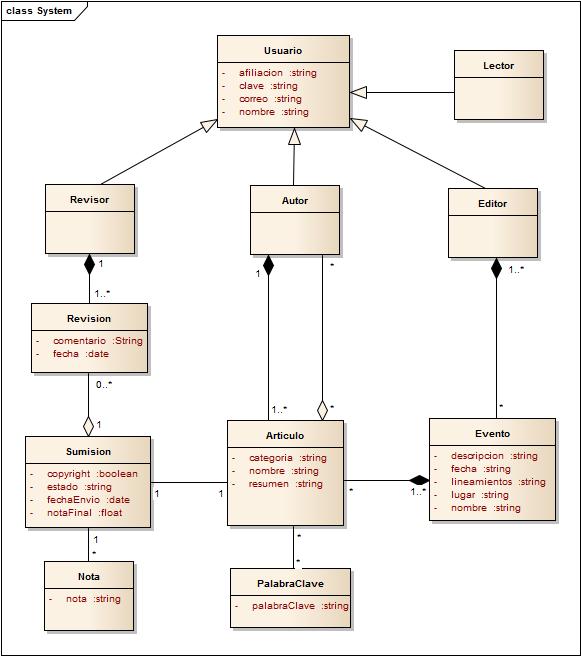 class System
Usuario
- afiliacion :string
- clave :string
- correo :string
- nombre :string
Lector
Revisor
Autor
Editor
1
1..*
1
*
1..*
Revision
- comentario :String
- fecha :date
0..*
1
1..*
*
*
Sumision
- copyright :boolean
- estado :string
- fechaEnvio :date
- notaFinal :float
Articulo
- categoria :string
- nombre :string
- resumen :string
Evento
- descripcion :string
- fecha :string
- lineamientos :string
- lugar :string
- nombre :string
1
1
*
1..*
1
*
*
*
Nota
- nota :string
PalabraClave
- palabraClave :string